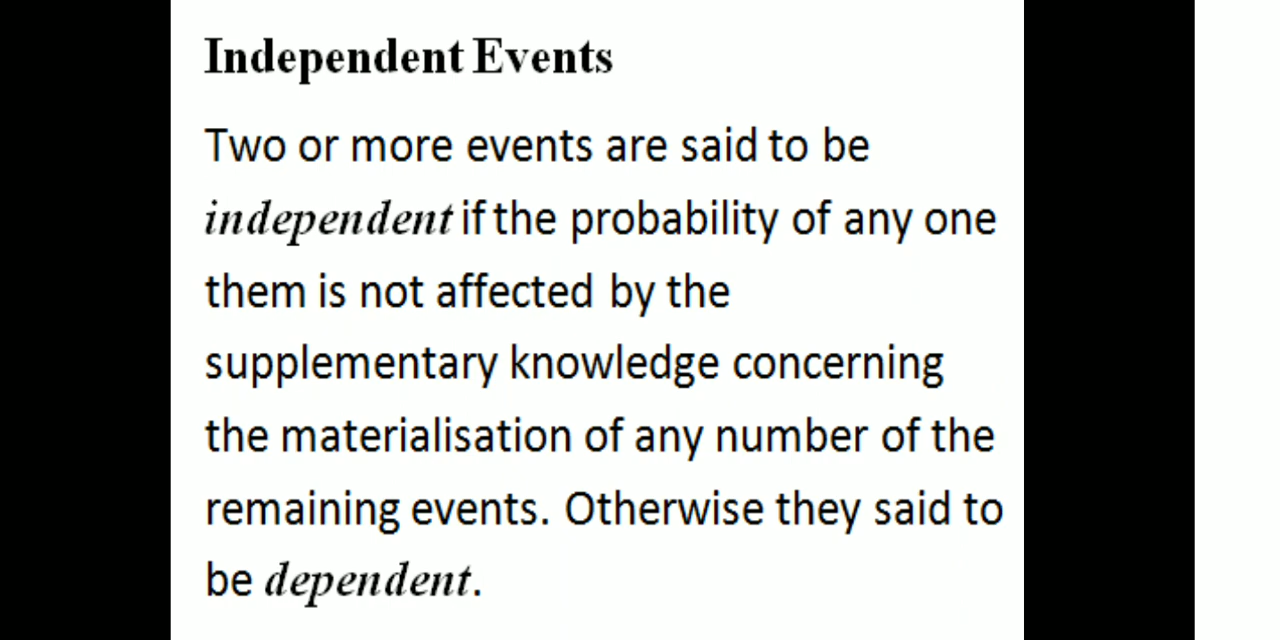 Independent Events
Two or more events are said to be
independent if the probability of any one
them is not affected by the
supplementary knowledge concerning
the materialisation of any number of the
remaining events. Otherwise they said to
be dependent.